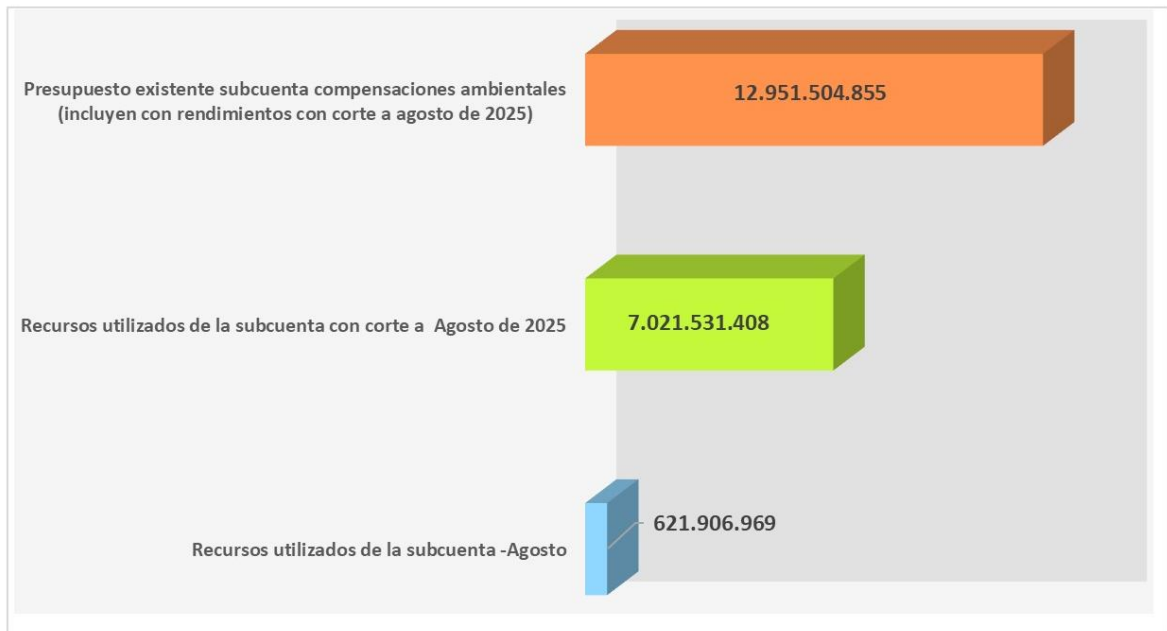 Presupuesto existente subcuenta compensaciones ambientales
(incluyen con rendimientos con corte a agosto de 2025)
12.951.504.855
Recursos utilizados de la subcuenta con corte a  Agosto de 2025
7.021.531.408
Recursos utilizados de la subcuenta -Agosto
621.906.969